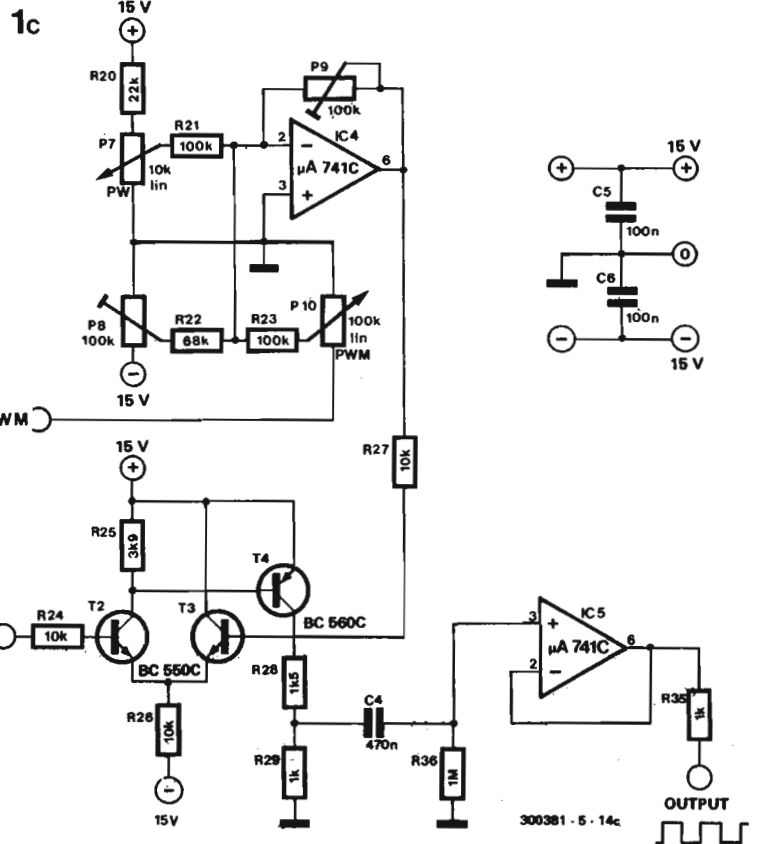 1c
15 V
+
R20
22k
P7
10k
lin
PW
R21
100k
P9
100k
IC4
2
−
µA 741C
6
3
+
P8
100k
R22
68k
R23
100k
P10
100k
lin
PWM
−
15 V
WM
+
15 V
+
C5
100n
0
C6
100n
−
−
15 V
15 V
+
R25
3k9
R27
10k
T4
BC 560C
R24
10k
T2
T3
BC 550C
R26
10k
−
15V
R28
1k5
R29
1k
C4
470n
R36
1M
IC5
3
+
µA 741C
6
2
−
R35
1k
OUTPUT
300381 - 5 - 14c